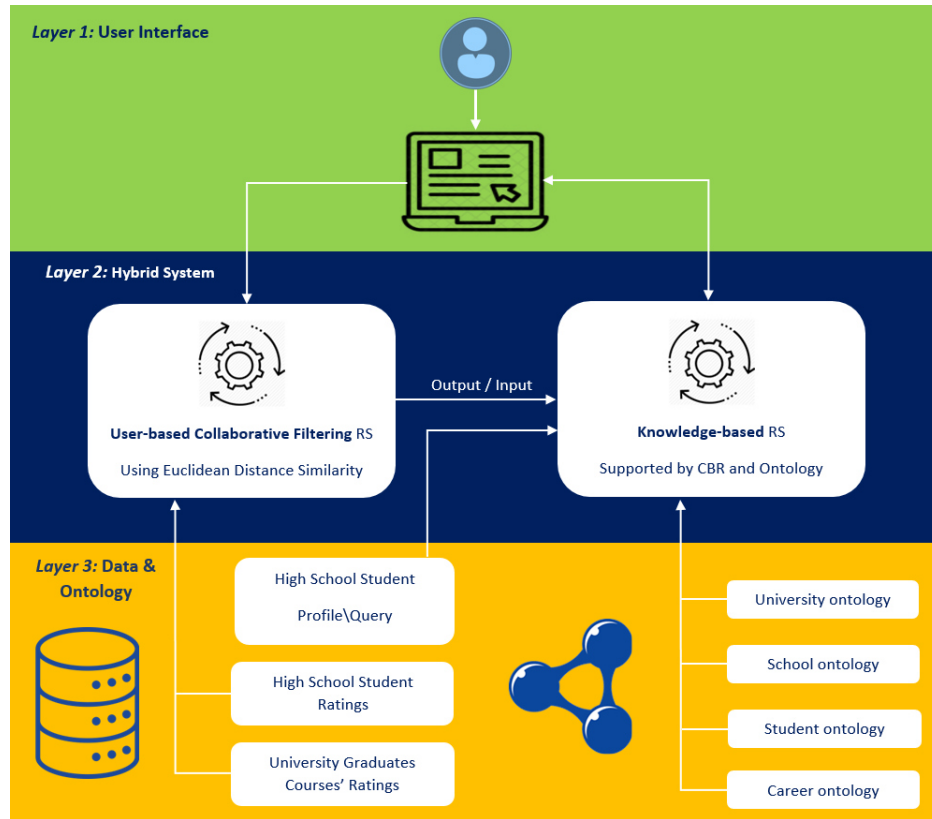 Layer 1: User Interface
Layer 2: Hybrid System
User-based Collaborative Filtering RS
Using Euclidean Distance Similarity
Output / Input
Knowledge-based RS
Supported by CBR and Ontology
Layer 3: Data &
Ontology
High School Student
Profile\Query
High School Student
Ratings
University Graduates
Courses’ Ratings
University ontology
School ontology
Student ontology
Career ontology